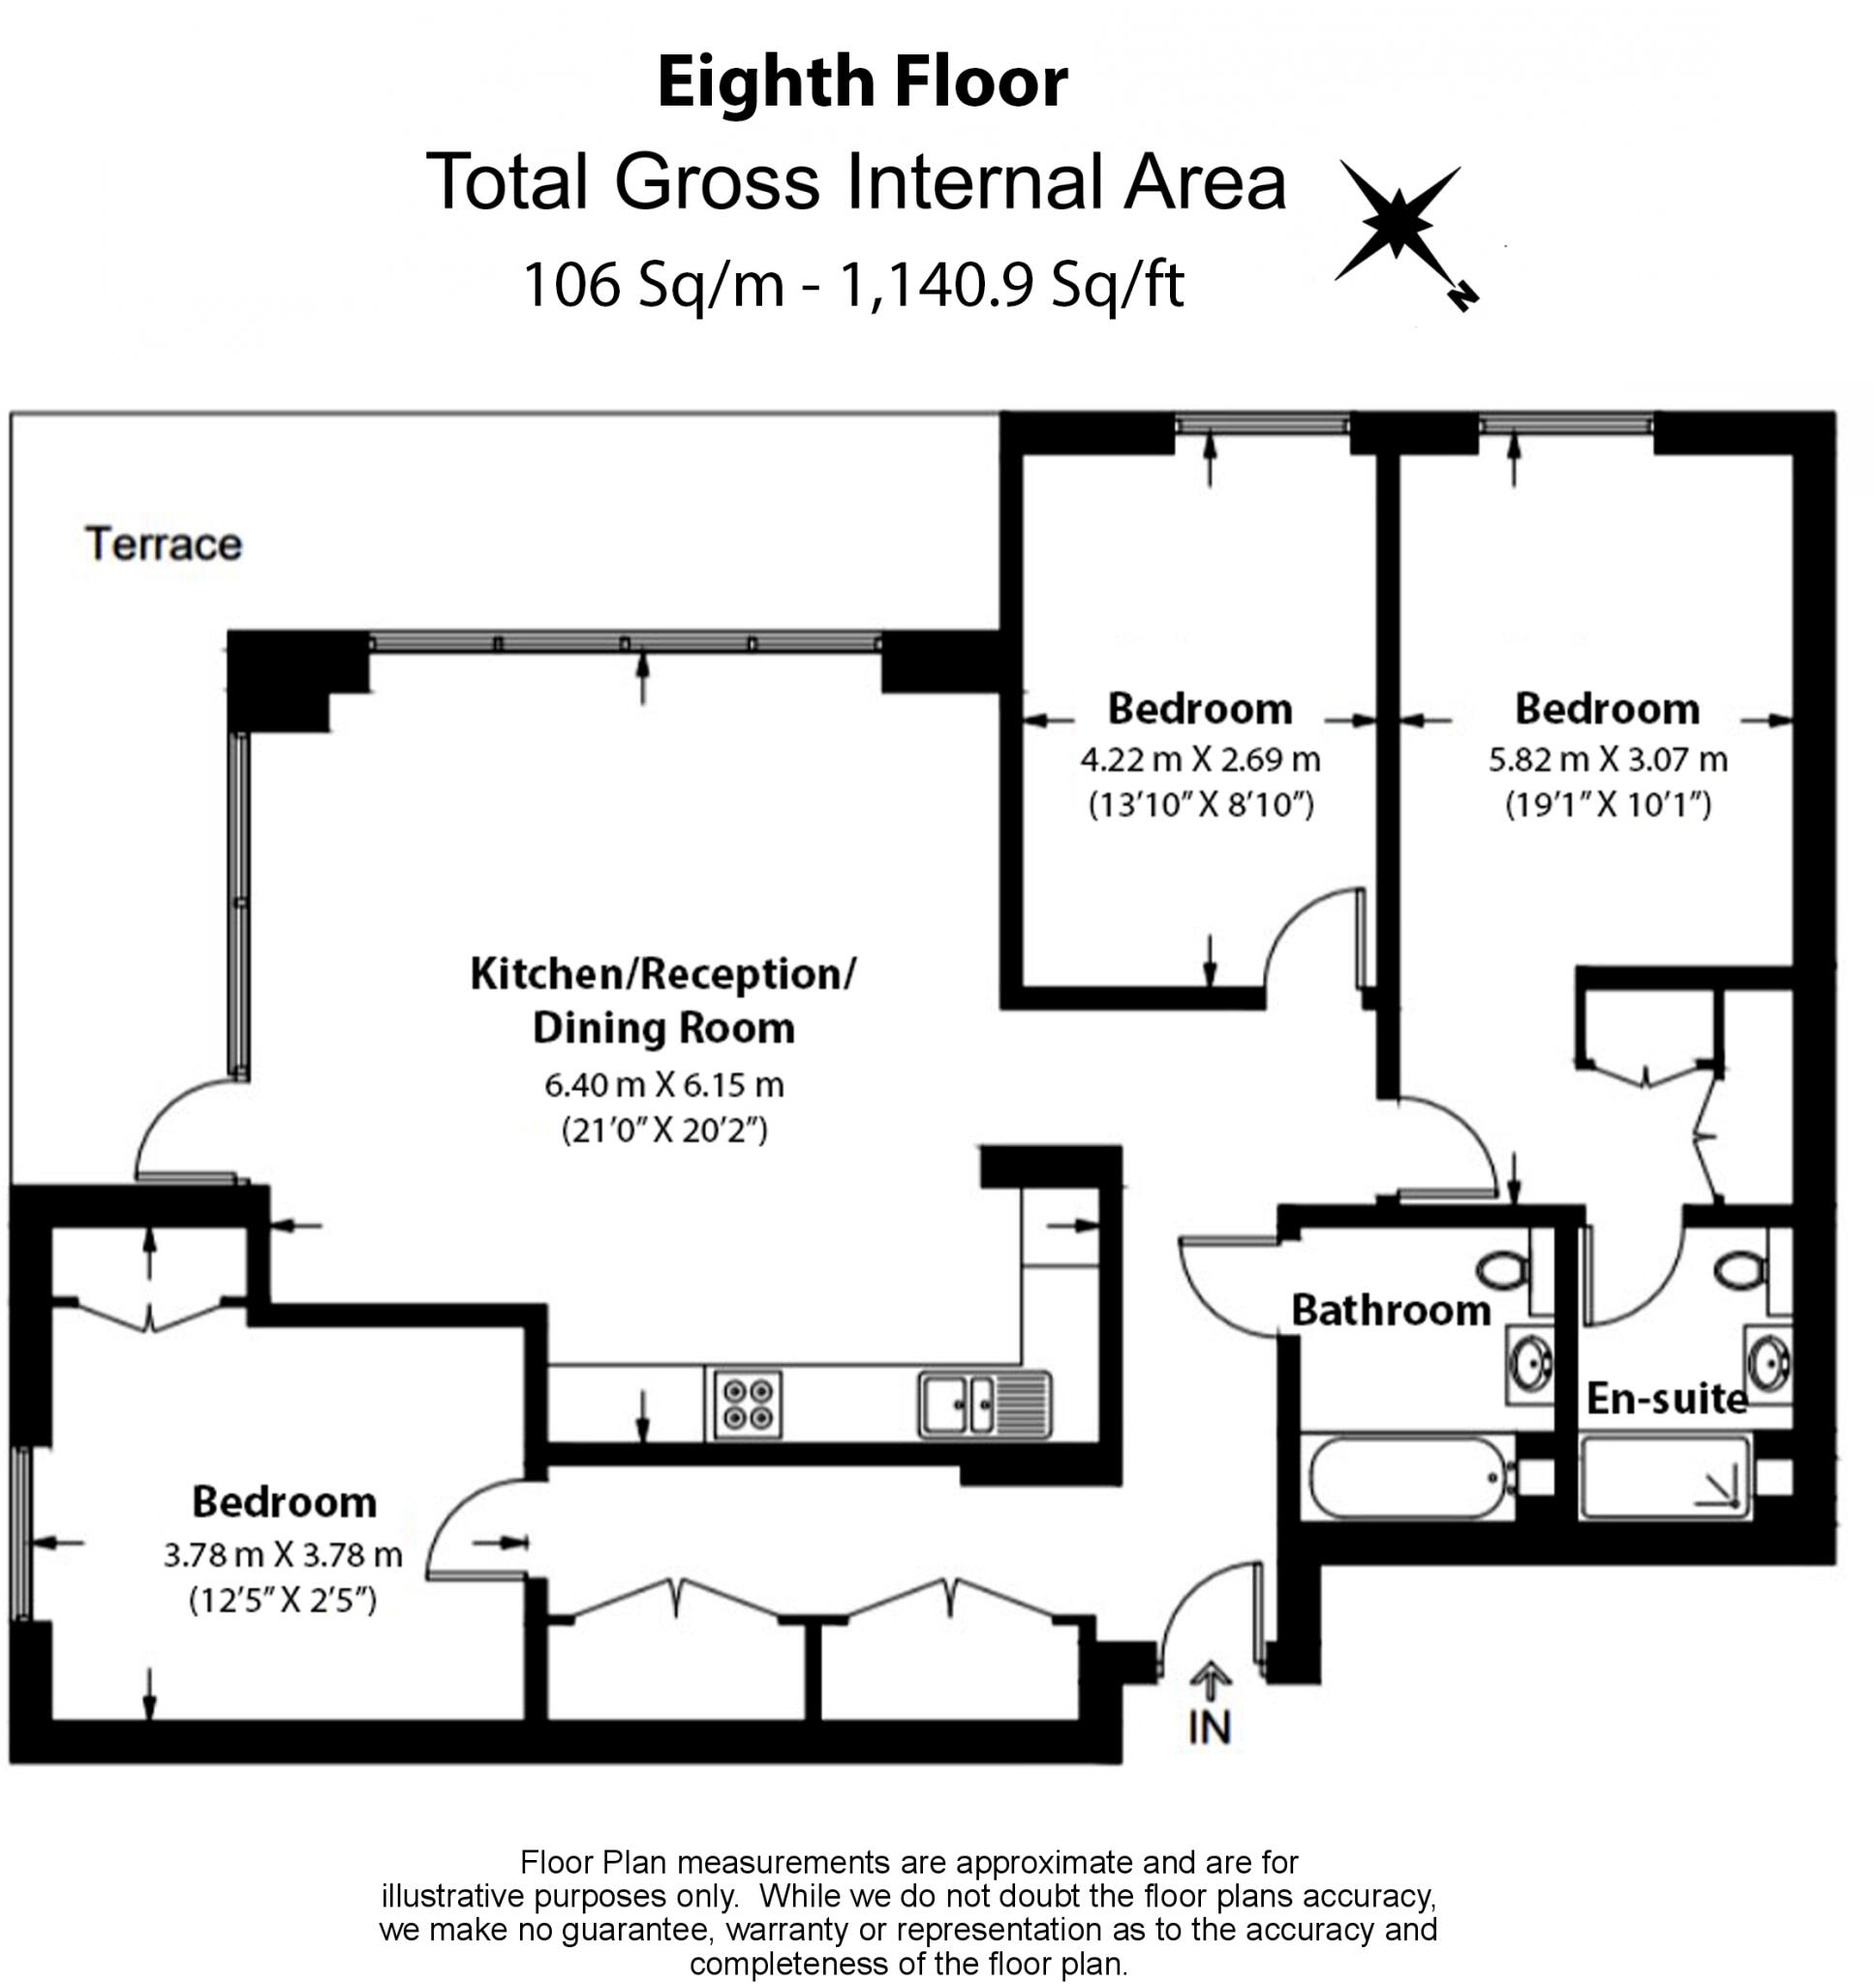 Eighth Floor
Total Gross Internal Area
106 Sq/m - 1,140.9 Sq/ft
N
Terrace
Bedroom
4.22 m X 2.69 m
(13'10" X 8'10")
Bedroom
5.82 m X 3.07 m
(19'1" X 10'1")
Kitchen/Reception/
Dining Room
6.40 m X 6.15 m
(21'0" X 20'2")
Bathroom
En-suite
Bedroom
3.78 m X 3.78 m
(12'5" X 2'5")
IN
Floor Plan measurements are approximate and are for
illustrative purposes only.  While we do not doubt the floor plans accuracy,
we make no guarantee, warranty or representation as to the accuracy and
completeness of the floor plan.